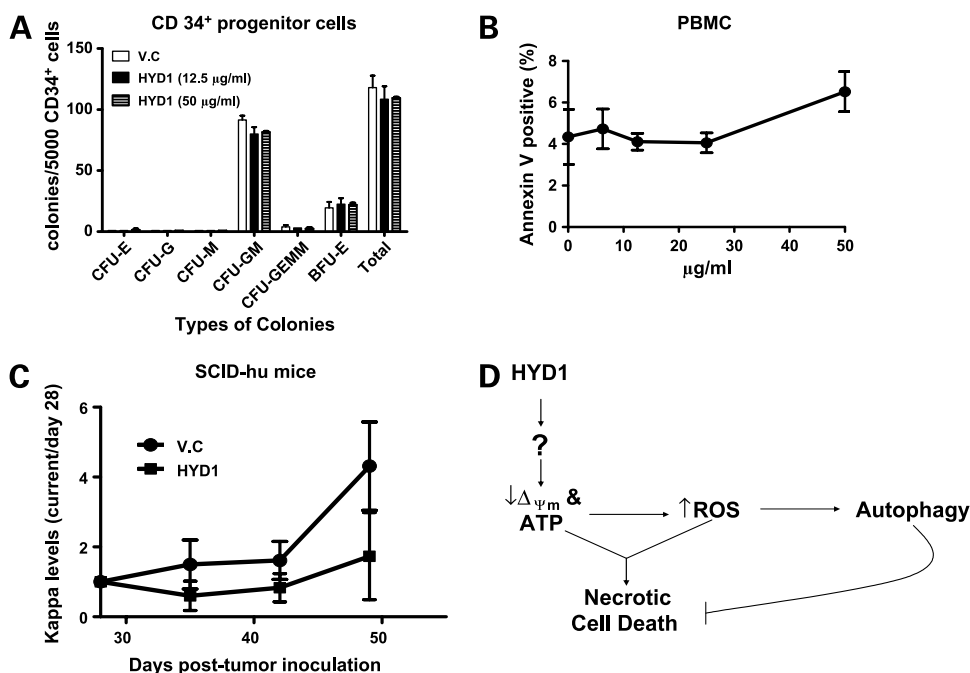 A
CD 34+ progenitor cells
colonies/5000 CD34+ cells
150
100
50
0
V.C
HYD1 (12.5 μg/ml)
HYD1 (50 μg/ml)
CFU-E
CFU-G
CFU-M
CFU-GM
CFU-GEMM
BFU-E
Total
Types of Colonies
B
PBMC
Annexin V positive (%)
8
6
4
2
0
0 10 20 30 40 50
μg/ml
C
SCID-hu mice
Kappa levels (current/day 28)
6
4
2
0
V.C
HYD1
30 40 50
Days post-tumor inoculation
D
HYD1
?
↓ΔΨm &
ATP
↑ROS
Autophagy
Necrotic
Cell Death